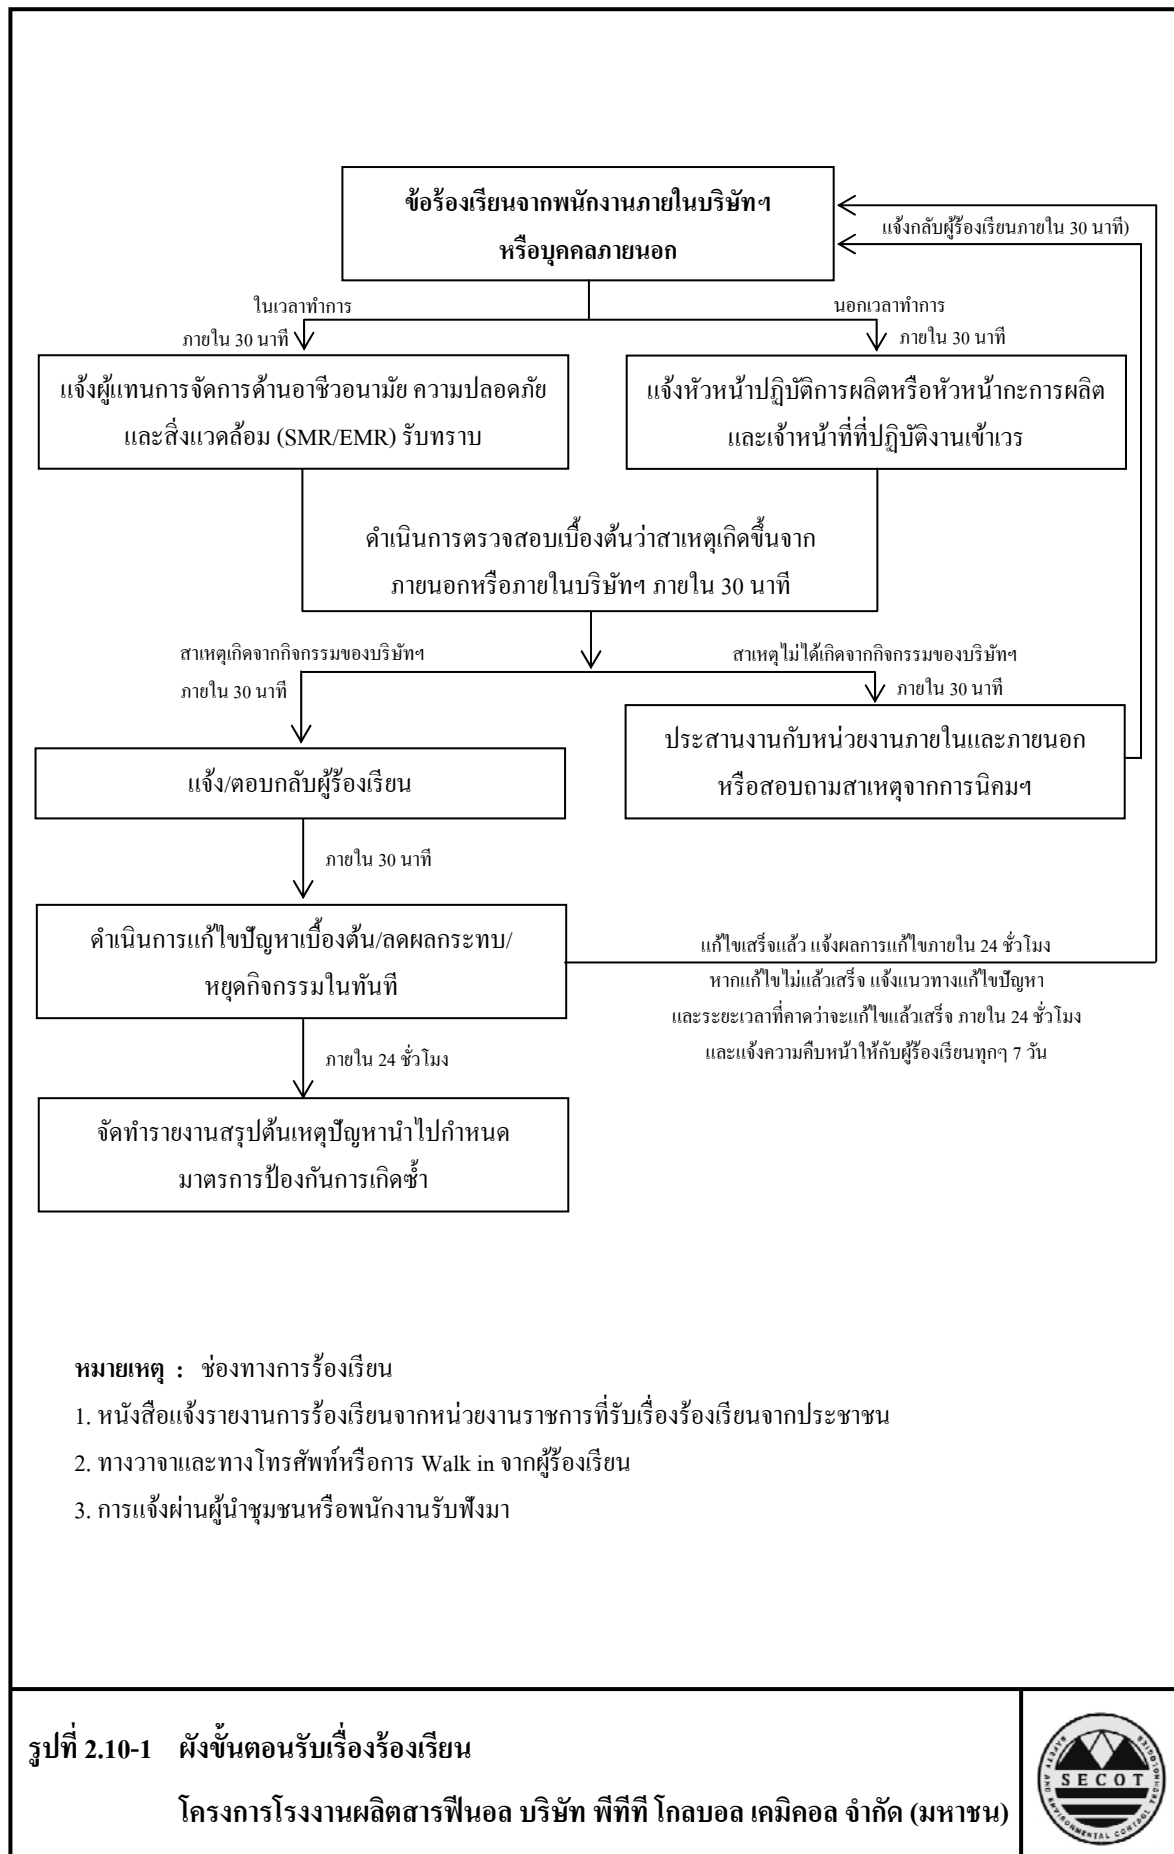 ข้อร้องเรียนจากพนักงานภายในบริษัทฯ
หรือบุคคลภายนอก
แจ้งกลับผู้ร้องเรียนภายใน 30 นาที)
ในเวลาทำการ
นอกเวลาทำการ
ภายใน 30 นาที
ภายใน 30 นาที
แจ้งผู้แทนการจัดการด้านอาชีวอนามัย ความปลอดภัย
และสิ่งแวดล้อม (SMR/EMR) รับทราบ
แจ้งหัวหน้าปฏิบัติการผลิตหรือหัวหน้ากะการผลิต
และเจ้าหน้าที่ที่ปฏิบัติงานเข้าเวร
ดำเนินการตรวจสอบเบื้องต้นว่าสาเหตุเกิดขึ้นจาก
ภายนอกหรือภายในบริษัทฯ ภายใน 30 นาที
สาเหตุเกิดจากกิจกรรมของบริษัทฯ
สาเหตุไม่ได้เกิดจากกิจกรรมของบริษัทฯ
ภายใน 30 นาที
ภายใน 30 นาที
ประสานงานกับหน่วยงานภายในและภายนอก
หรือสอบถามสาเหตุจากการนิคมฯ
แจ้ง/ตอบกลับผู้ร้องเรียน
ภายใน 30 นาที
ดำเนินการแก้ไขปัญหาเบื้องต้น/ลดผลกระทบ/
หยุดกิจกรรมในทันที
แก้ไขเสร็จแล้ว แจ้งผลการแก้ไขภายใน 24 ชั่วโมง
หากแก้ไขไม่แล้วเสร็จ แจ้งแนวทางแก้ไขปัญหา
และระยะเวลาที่คาดว่าจะแก้ไขแล้วเสร็จ ภายใน 24 ชั่วโมง
และแจ้งความคืบหน้าให้กับผู้ร้องเรียนทุกๆ 7 วัน
ภายใน 24 ชั่วโมง
จัดทำรายงานสรุปต้นเหตุปัญหานำไปกำหนด
มาตรการป้องกันการเกิดซ้ำ
หมายเหตุ : ช่องทางการร้องเรียน
1. หนังสือแจ้งรายงานการร้องเรียนจากหน่วยงานราชการที่รับเรื่องร้องเรียนจากประชาชน
2. ทางวาจาและทางโทรศัพท์หรือการ Walk in จากผู้ร้องเรียน
3. การแจ้งผ่านผู้นำชุมชนหรือพนักงานรับฟังมา
รูปที่ 2.10-1 ผังขั้นตอนรับเรื่องร้องเรียน
โครงการโรงงานผลิตสารฟีนอล บริษัท พีทีที โกลบอล เคมิคอล จำกัด (มหาชน)
SECOT
SAFETY AND ENVIRONMENTAL CONTROL